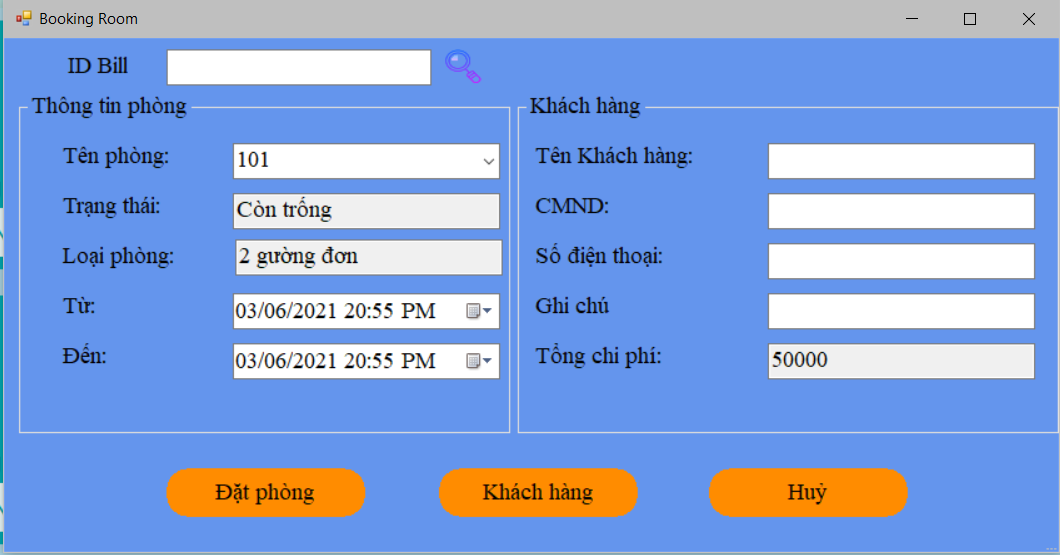 Booking Room
ID Bill
Thông tin phòng
Tên phòng: 101
Trạng thái: Còn trống
Loại phòng: 2 gường đơn
Từ: 03/06/2021 20:55 PM
Đến: 03/06/2021 20:55 PM
Khách hàng
Tên Khách hàng:
CMND:
Số điện thoại:
Ghi chú
Tổng chi phí: 50000
Đặt phòng
Khách hàng
Huỷ